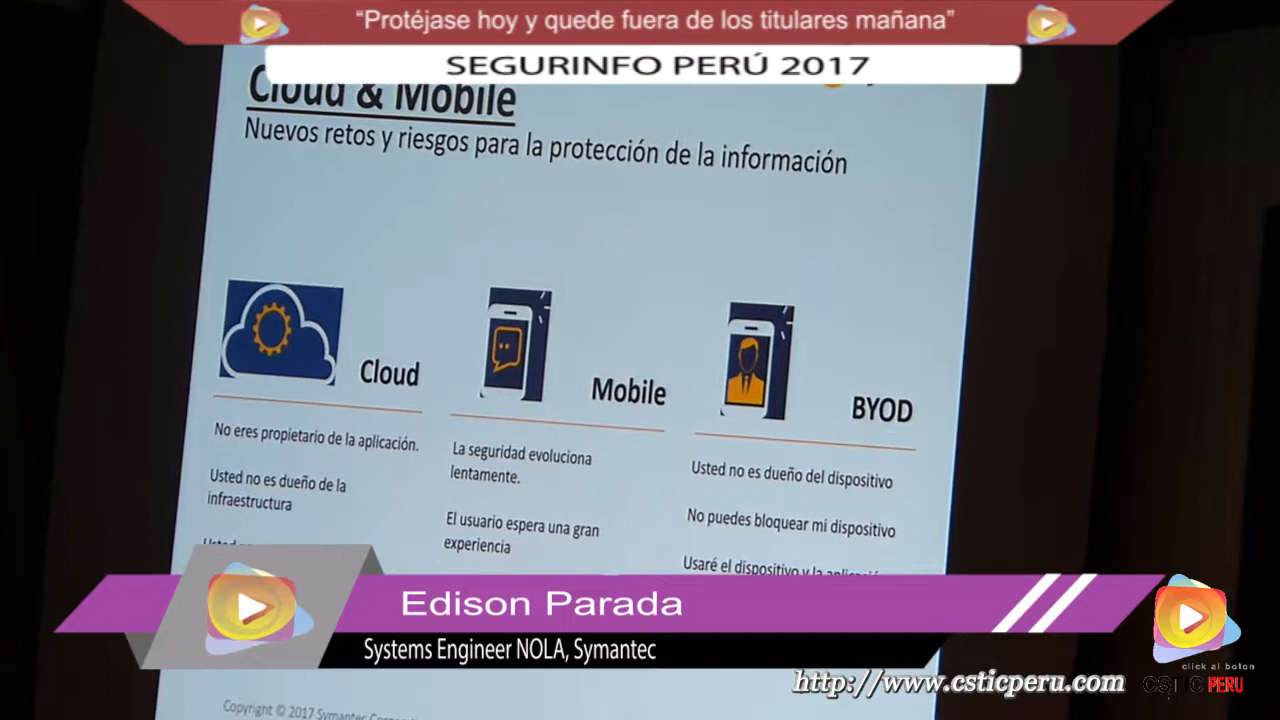 “Protéjase hoy y quede fuera de los titulares mañana”
SEGURINFO PERÚ 2017
Cloud & Mobile
Nuevos retos y riesgos para la protección de la información
Cloud
No eres propietario de la aplicación.
Usted no es dueño de la
infraestructura
Mobile
La seguridad evoluciona
lentamente.
El usuario espera una gran
experiencia
BYOD
Usted no es dueño del dispositivo
No puedes bloquear mi dispositivo
Usaré el dispositivo y la
Edison Parada
Systems Engineer NOLA, Symantec
http://www.csticperu.com
click al boton
CSTIC PERU
Copyright © 2017 Symantec